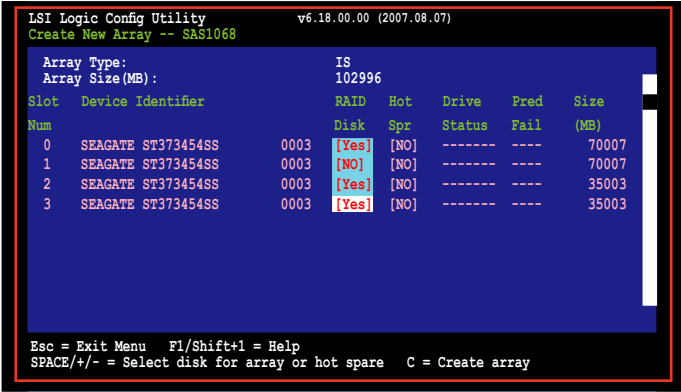 LSI Logic Config Utility v6.18.00.00 (2007.08.07)
Create New Array -- SAS1068
Array Type: IS
Array Size(MB): 102996
Slot Device Identifier RAID Hot Drive Pred Size
Num Disk Spr Status Fail (MB)
0 SEAGATE ST373454SS 0003 [Yes] [NO] ------- ---- 70007
1 SEAGATE ST373454SS 0003 [NO] [NO] ------- ---- 70007
2 SEAGATE ST373454SS 0003 [Yes] [NO] ------- ---- 35003
3 SEAGATE ST373454SS 0003 [Yes] [NO] ------- ---- 35003
Esc = Exit Menu F1/Shift+1 = Help
SPACE/+/- = Select disk for array or hot spare C = Create array